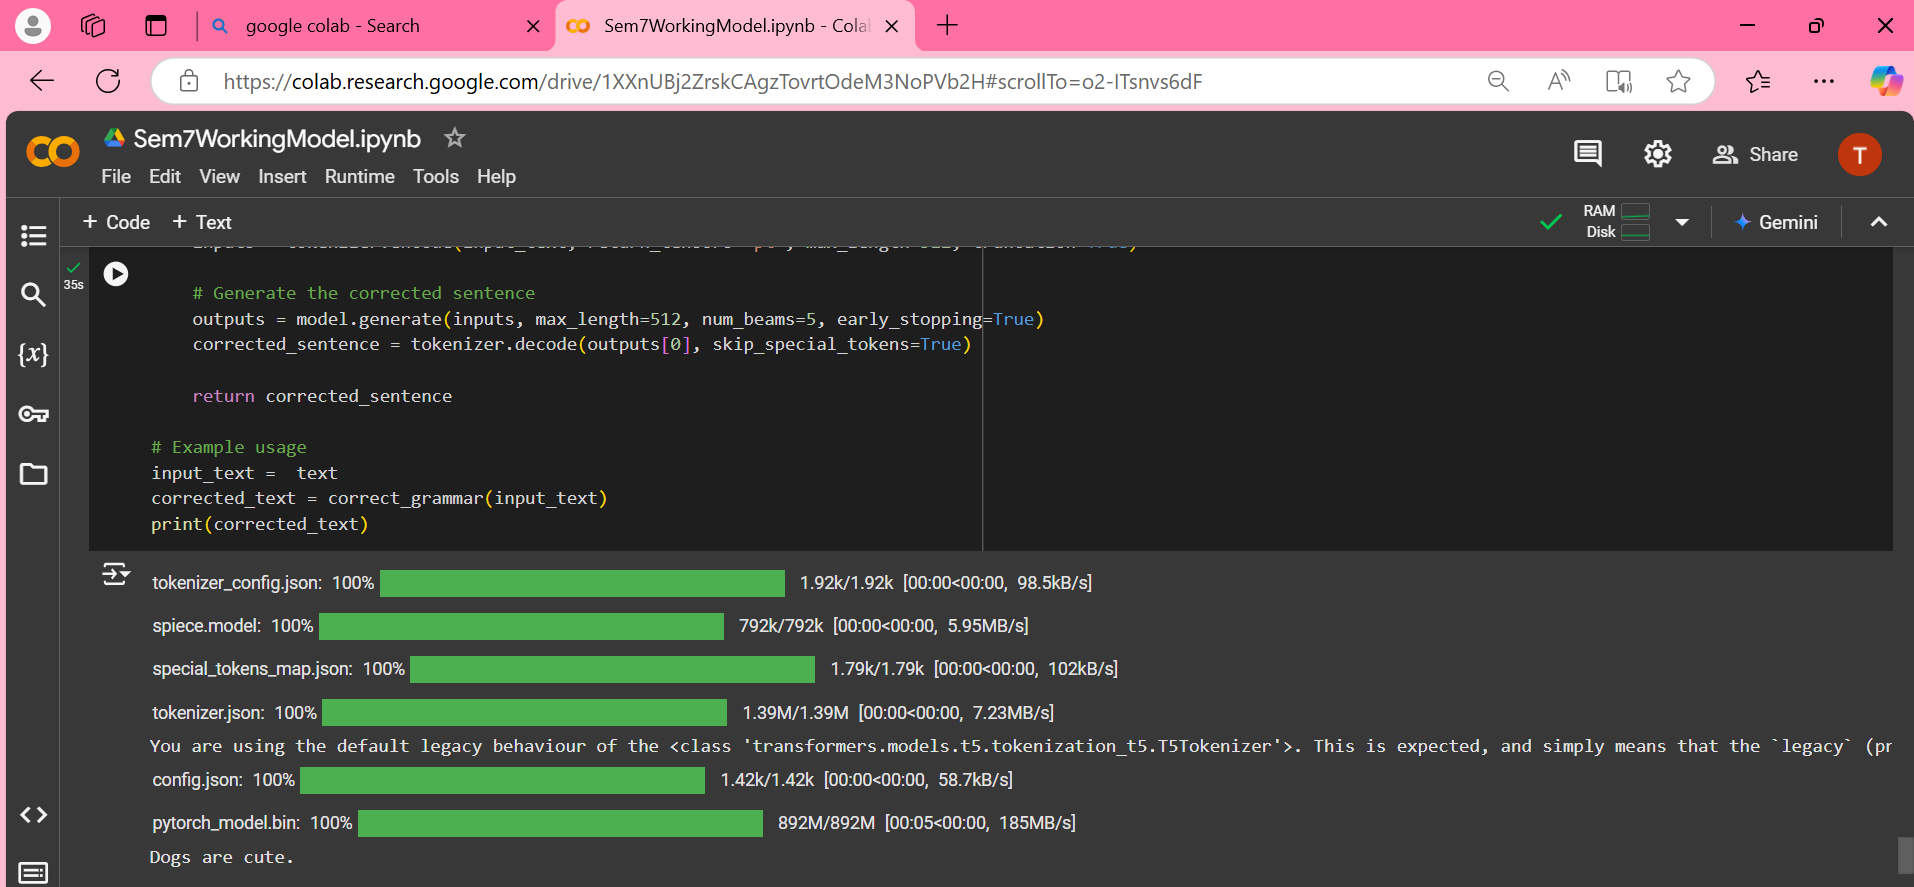 google colab - Search
Sem7WorkingModel.ipynb - Cola
https://colab.research.google.com/drive/1XXnUBj2ZrskCAgzTovrtOdeM3NoPVb2H#scrollTo=o2-ITsnvs6dF
Sem7WorkingModel.ipynb
Share
T
File Edit View Insert Runtime Tools Help
+ Code + Text
RAM
Disk
Gemini
35s
# Generate the corrected sentence
outputs = model.generate(inputs, max_length=512, num_beams=5, early_stopping=True)
corrected_sentence = tokenizer.decode(outputs[0], skip_special_tokens=True)
return corrected_sentence
# Example usage
input_text =  text
corrected_text = correct_grammar(input_text)
print(corrected_text)
{x}
tokenizer_config.json: 100% 1.92k/1.92k [00:00<00:00, 98.5kB/s]
spiece.model: 100% 792k/792k [00:00<00:00, 5.95MB/s]
special_tokens_map.json: 100% 1.79k/1.79k [00:00<00:00, 102kB/s]
tokenizer.json: 100% 1.39M/1.39M [00:00<00:00, 7.23MB/s]
You are using the default legacy behaviour of the <class 'transformers.models.t5.tokenization_t5.T5Tokenizer'>. This is expected, and simply means that the `legacy` (pr
config.json: 100% 1.42k/1.42k [00:00<00:00, 58.7kB/s]
pytorch_model.bin: 100% 892M/892M [00:05<00:00, 185MB/s]
Dogs are cute.